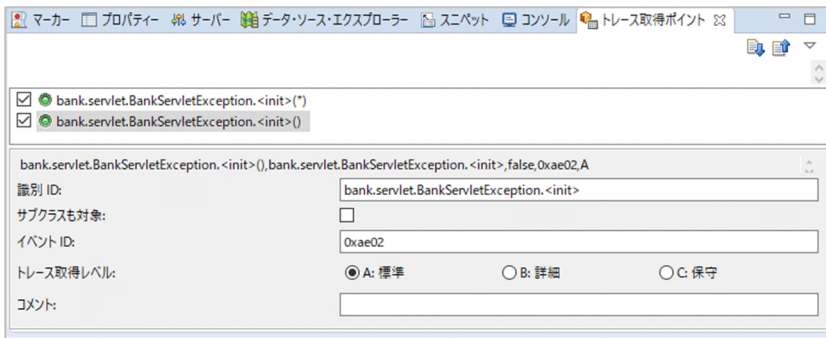 マーカー プロパティー サーバー データ・ソース・エクスプローラー スニペット コンソール トレース取得ポイント
bank.servlet.BankServletException.<init>(*)
bank.servlet.BankServletException.<init>()
bank.servlet.BankServletException.<init>(),bank.servlet.BankServletException.<init>,false,0xae02,A
識別 ID: bank.servlet.BankServletException.<init>
サブクラスも対象:
イベント ID: 0xae02
トレース取得レベル: A: 標準 B: 詳細 C: 保守
コメント: